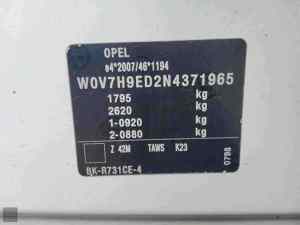 OPEL
e4*2007/46*1194
W0V7H9ED2N4371965
1795 kg
2620 kg
1-0920 kg
2-0880 kg
Z 42M TAWS K23
BK-R731CE-4
0798